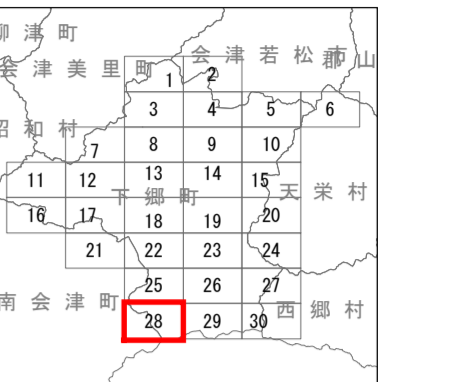 柳津町
会津若松市
郡山
会津美里町
1 2
3 4 5 6
昭和村
7 8 9 10
11 12 13 14 15
下郷町
天栄村
16 17 18 19 20
21 22 23 24
25 26 27
南会津町
西郷村
28 29 30